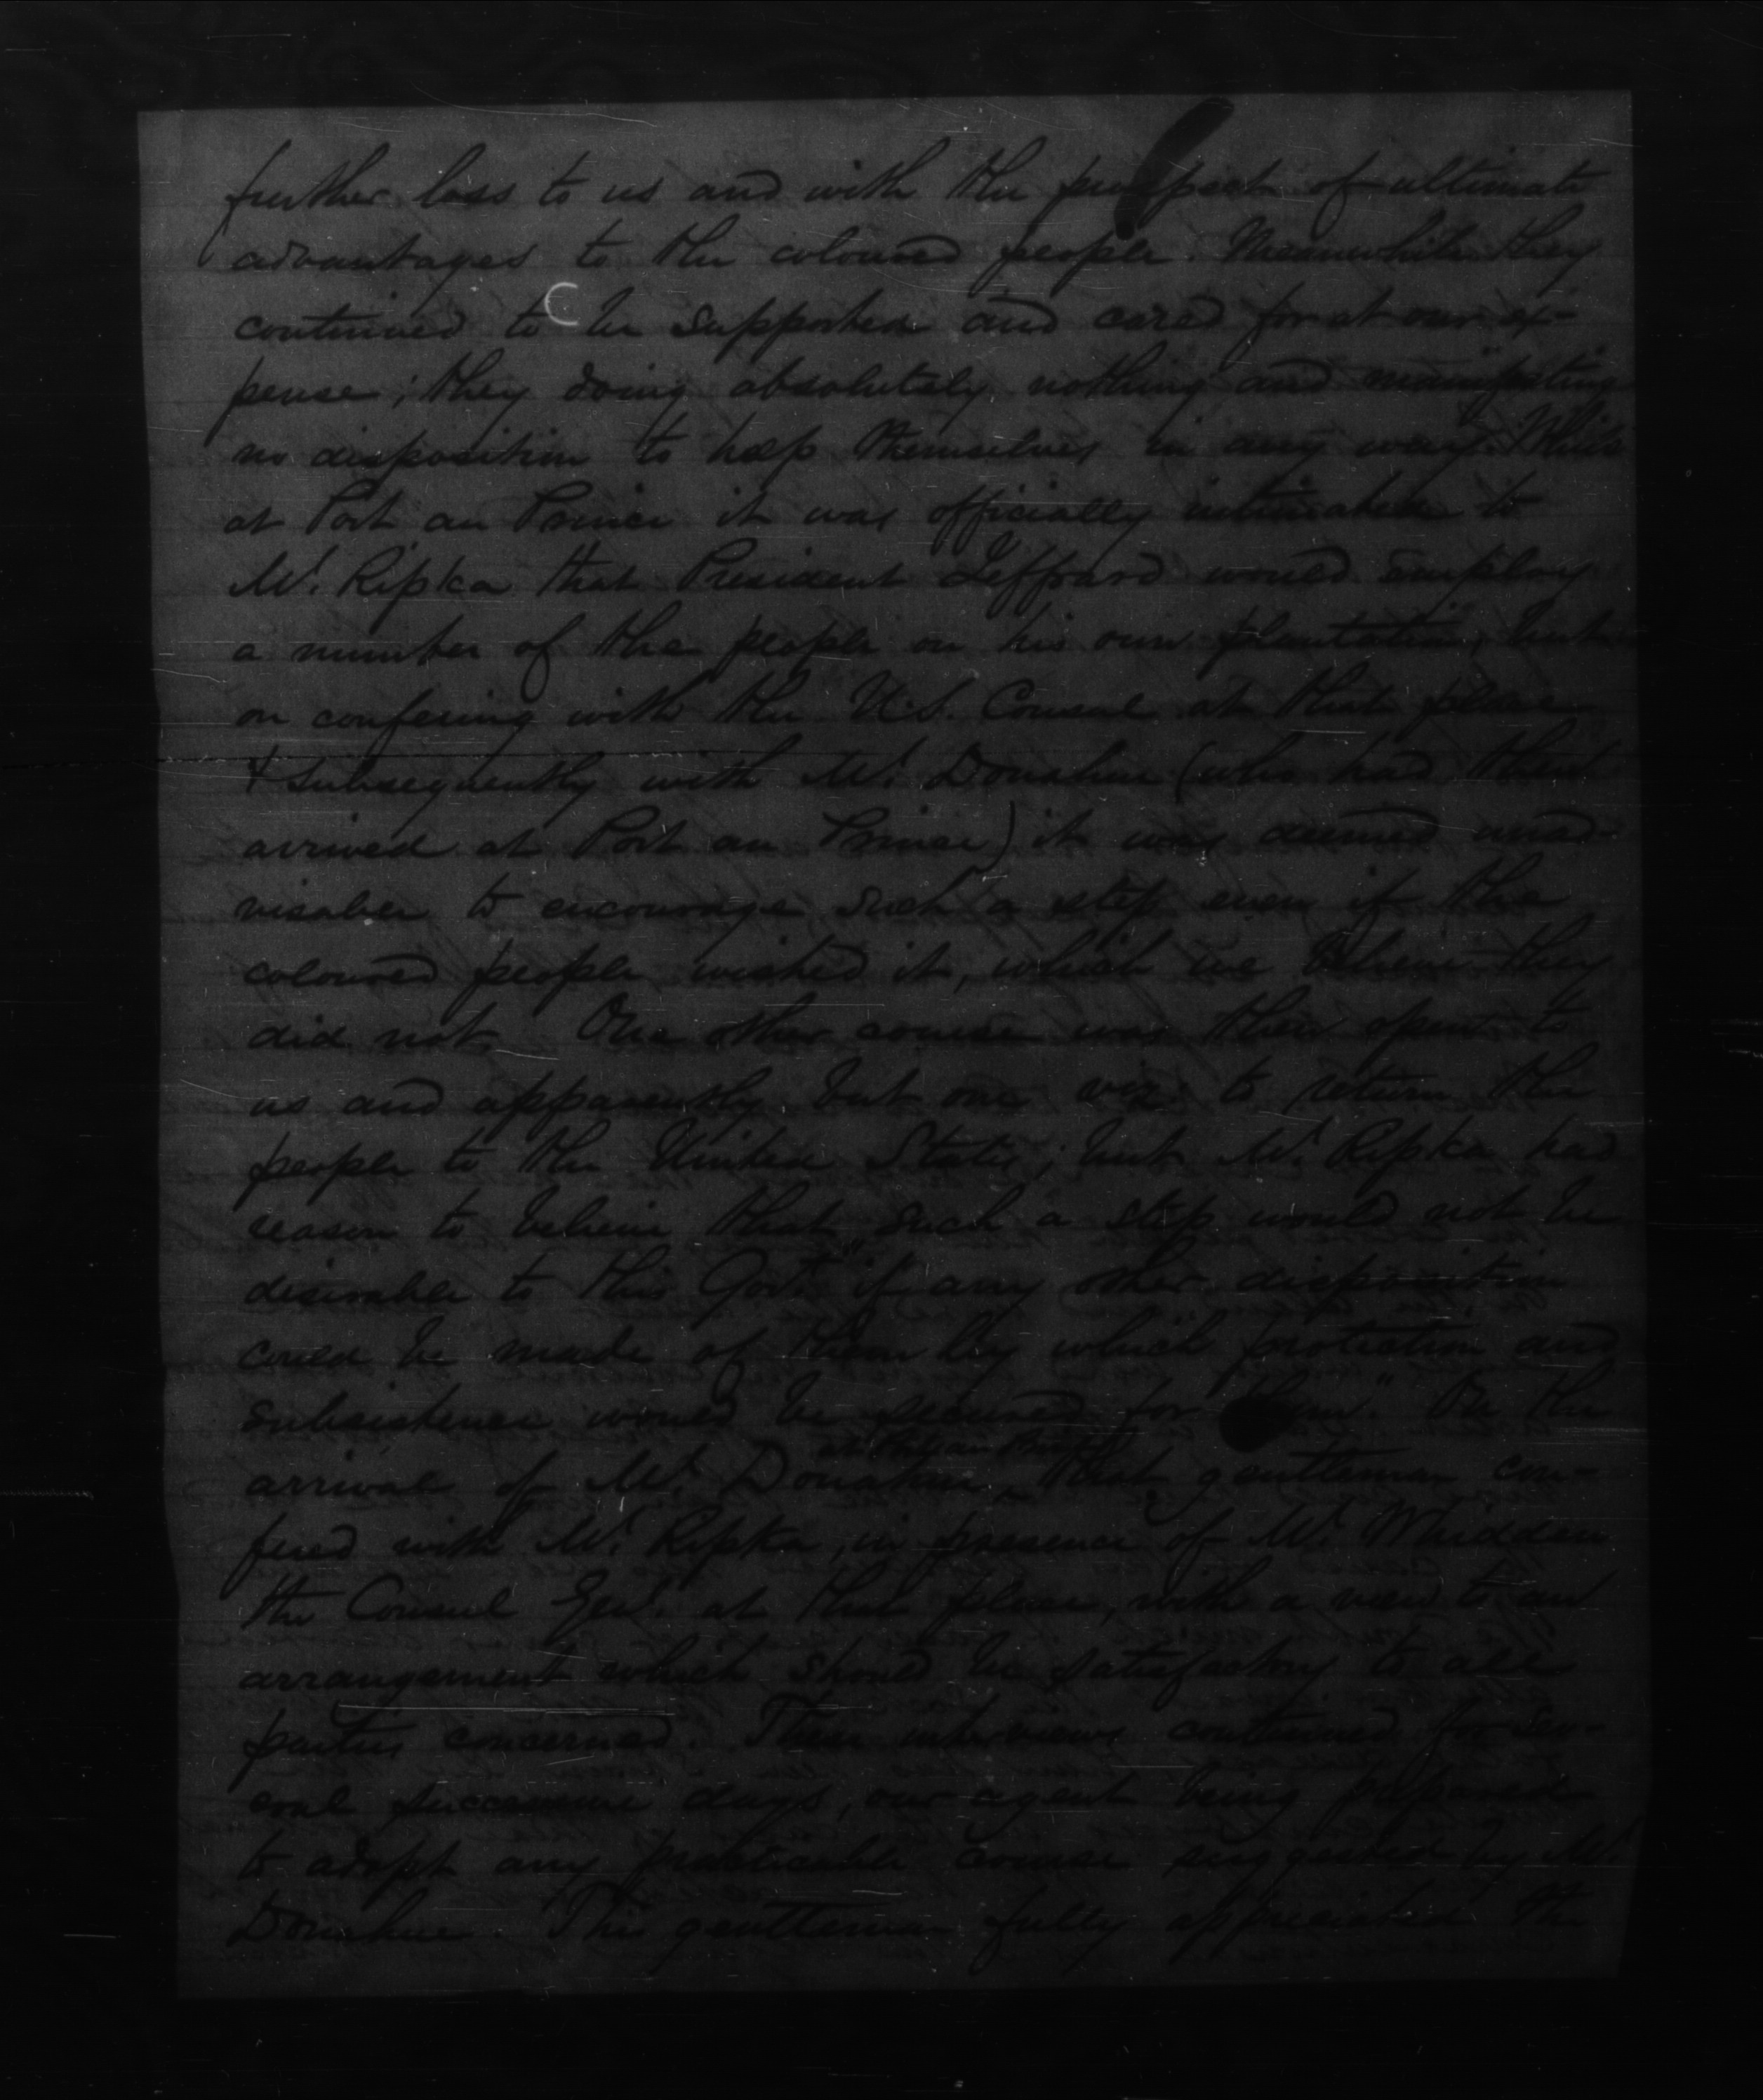 further loss to us and with the prospect of ultimate
advantages to the coloured people. Meanwhile they
continued to be supported and cared for at our ex-
pense; they doing absolutely nothing and manifesting
no disposition to help themselves in any way. Whils
at Port au Prince it was officially intimated to
Mr. Ripka that President Geffrard would employ
a number of the people on his own plantation, but
on confering with the U.S. Consul at that place
& subsequently with Mr. Donahue (who had then
arrived at Port au Prince) it was deemed unad-
visable to encourage such a step even if the
coloured people wished it, which we believe they
did not. One other course was then open to
us and apparently but one viz: to return the
people to the United States; but Mr. Ripka had
reason to believe that such a step would not be
desirable to this Govt. "if any other disposition
could be made of them by which protection and
subsistence would be secured for them." On the
arrival of Mr. Donahue at Port au Prince that gentleman con-
fered with Mr. Ripka, in presence of Mr. Whidden
the Consul Genl. at that place, with a view to an
arrangement which should be satisfactory to all
parties concerned. These interviews continued for sev-
eral successive days, our agent being prepared
to adopt any practicable course suggested by Mr.
Donahue. This gentleman fully appreciated the